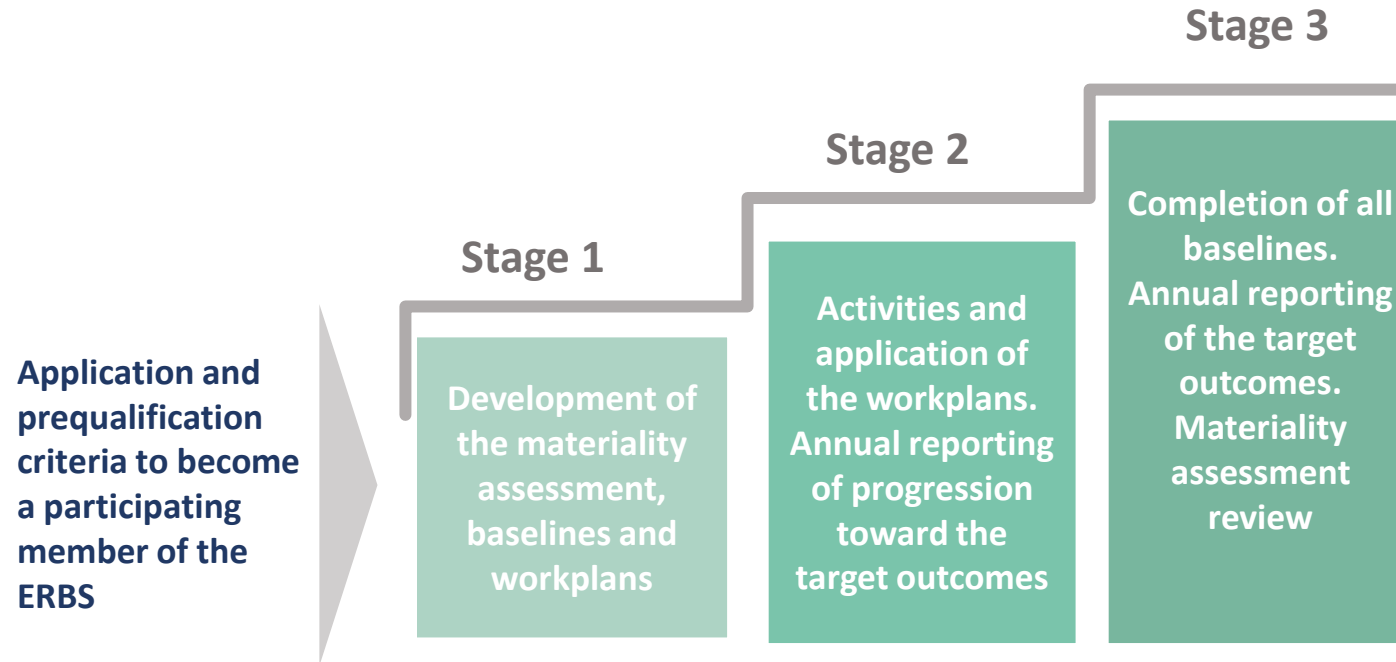 Application and
prequalification
criteria to become
a participating
member of the
ERBS
Stage 1
Development of
the materiality
assessment,
baselines and
workplans
Stage 2
Activities and
application of
the workplans.
Annual reporting
of progression
toward the
target outcomes
Stage 3
Completion of all
baselines.
Annual reporting
of the target
outcomes.
Materiality
assessment
review